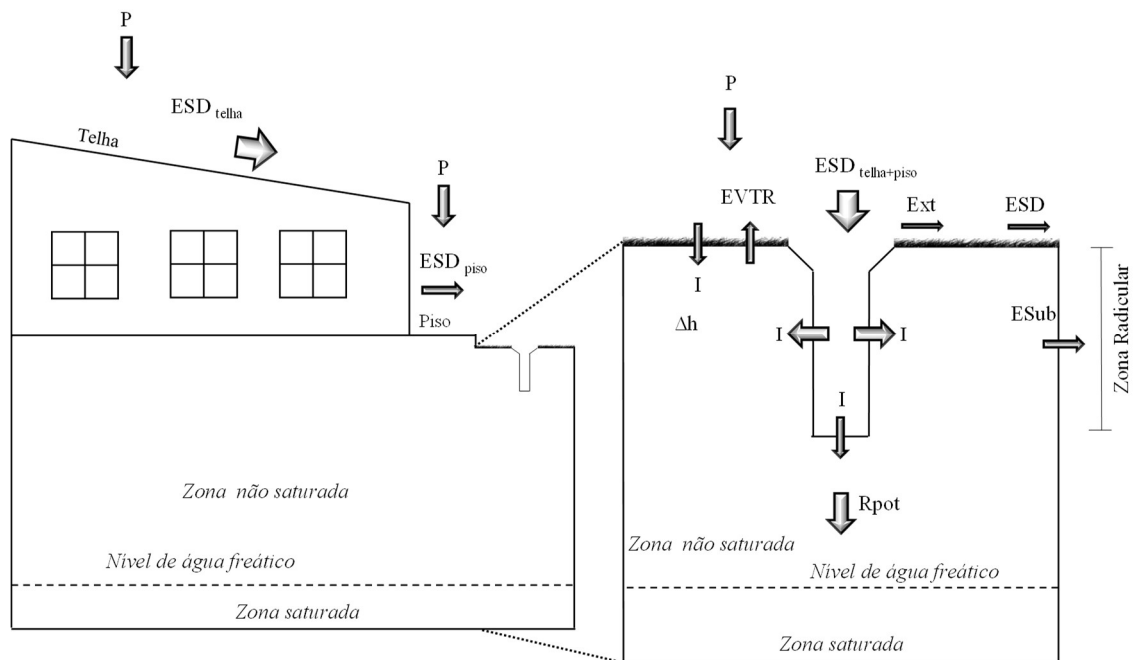 P
ESD telha
Telha
P
ESD piso
Piso
Zona não saturada
Nível de água freático
Zona saturada
P
ESD telha+piso
EVTR
Ext
ESD
I
Δh
I
I
ESub
Zona Radicular
I
Rpot
Zona não saturada
Nível de água freático
Zona saturada